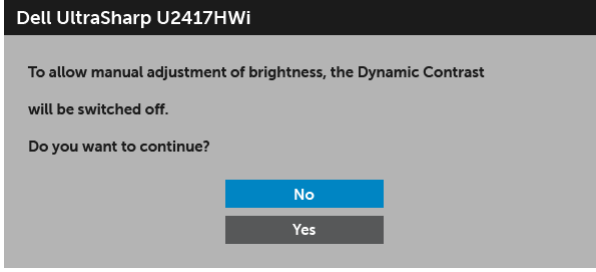 Dell UltraSharp U2417HWi
To allow manual adjustment of brightness, the Dynamic Contrast
will be switched off.
Do you want to continue?
No
Yes